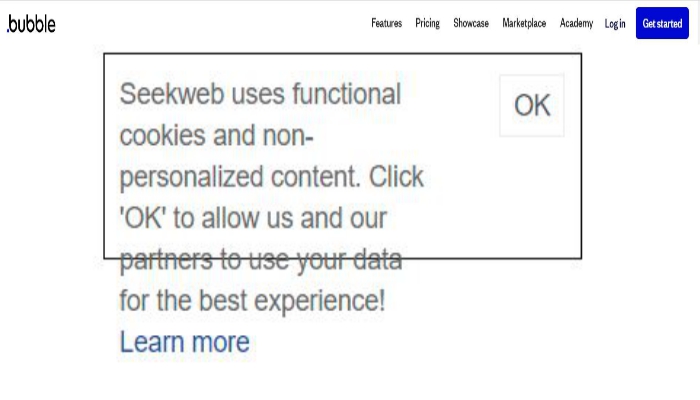 .bubble
Features Pricing Showcase Marketplace Academy Log in Get started
Seekweb uses functional
cookies and non-
personalized content. Click
'OK' to allow us and our
partners to use your data
for the best experience!
Learn more
OK